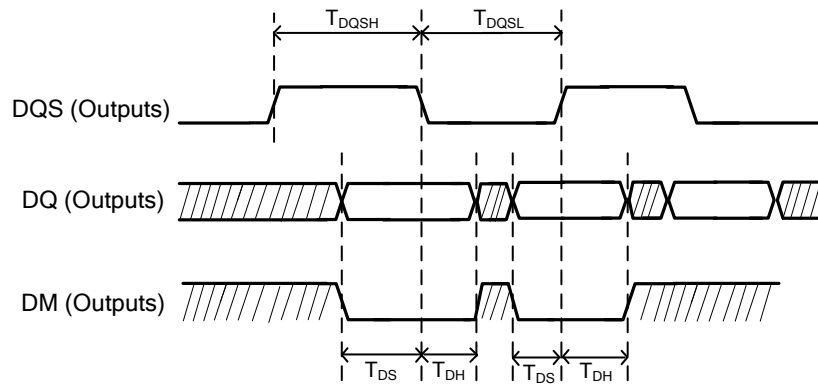 TDQSH TDQSL
DQS (Outputs)
DQ (Outputs)
DM (Outputs)
TDS TDH TDS TDH